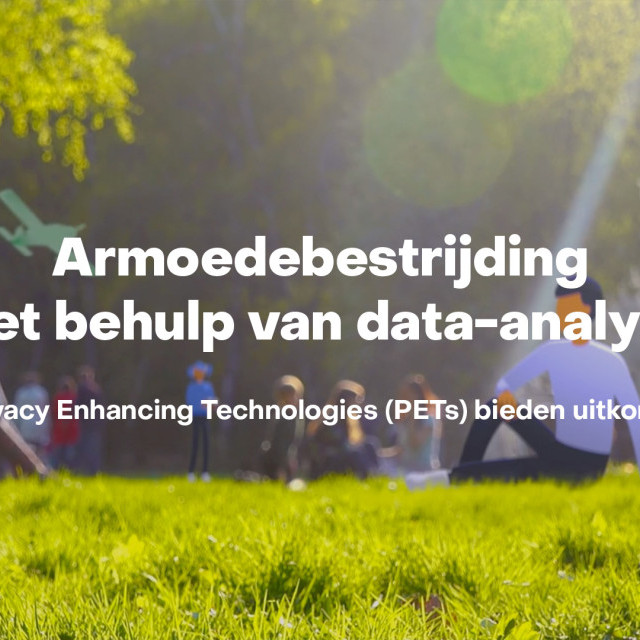 Armoedebestrijding
et behulp van data-analy
vacy Enhancing Technologies (PETs) bieden uitko